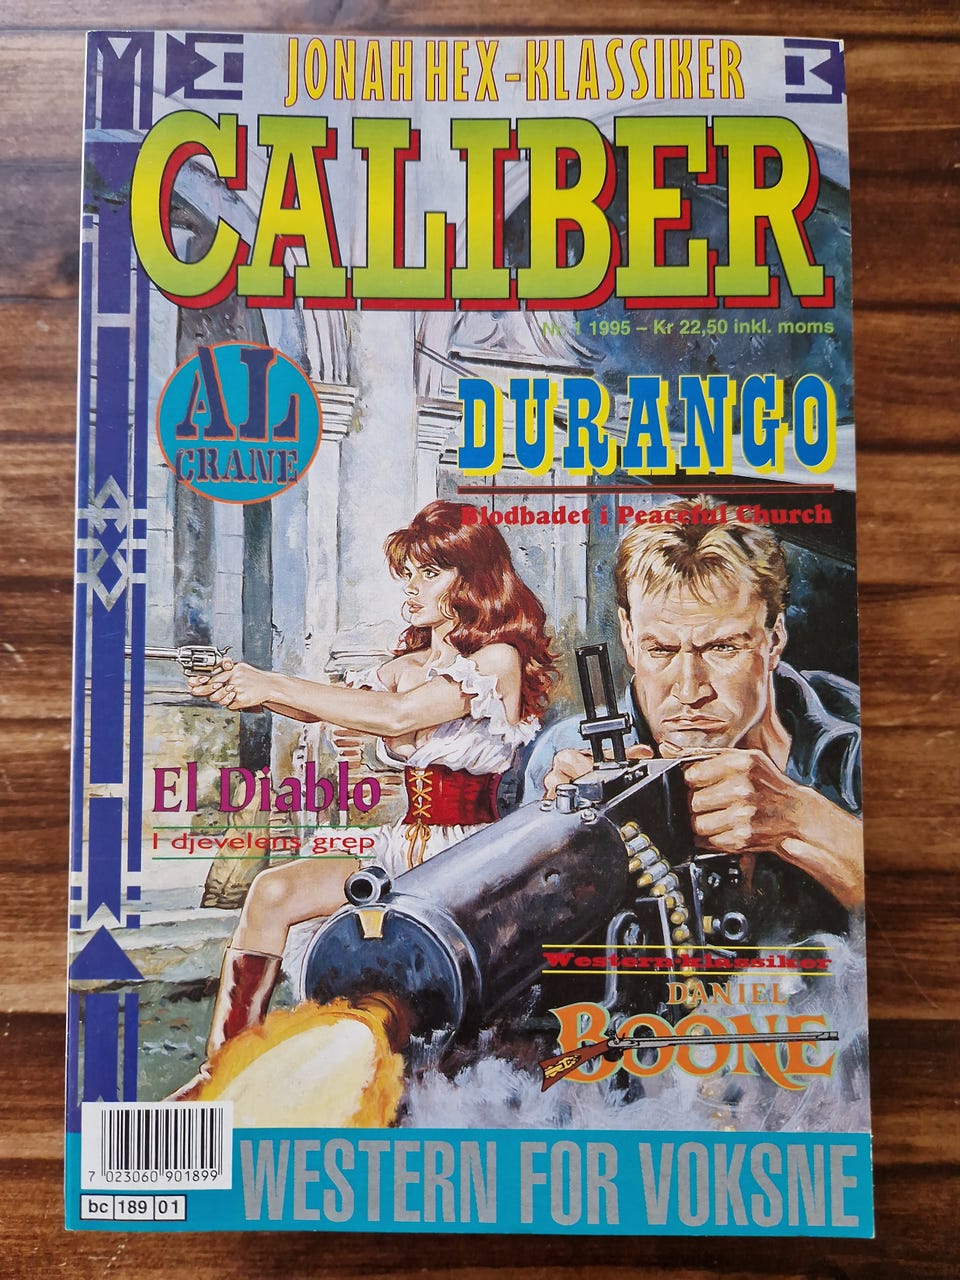 JONAH HEX-KLASSIKER
CALIBER
Nr. 1 1995 – Kr 22,50 inkl. moms
AL
CRANE
DURANGO
Blodbadet i Peaceful Church
El Diablo
I djevelens grep
Western-klassiker
DANIEL
BOONE
7 023060 901899
bc 189 01
WESTERN FOR VOKSNE